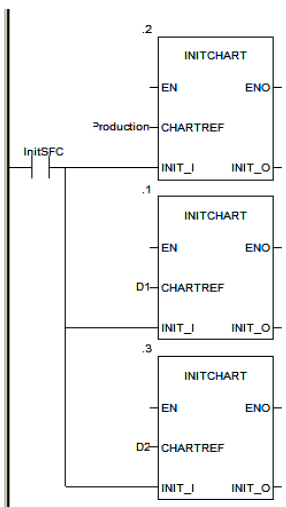 .2
INITCHART
EN ENO
Production CHARTREF
InitSFC
INIT_I INIT_O
.1
INITCHART
EN ENO
D1 CHARTREF
INIT_I INIT_O
.3
INITCHART
EN ENO
D2 CHARTREF
INIT_I INIT_O